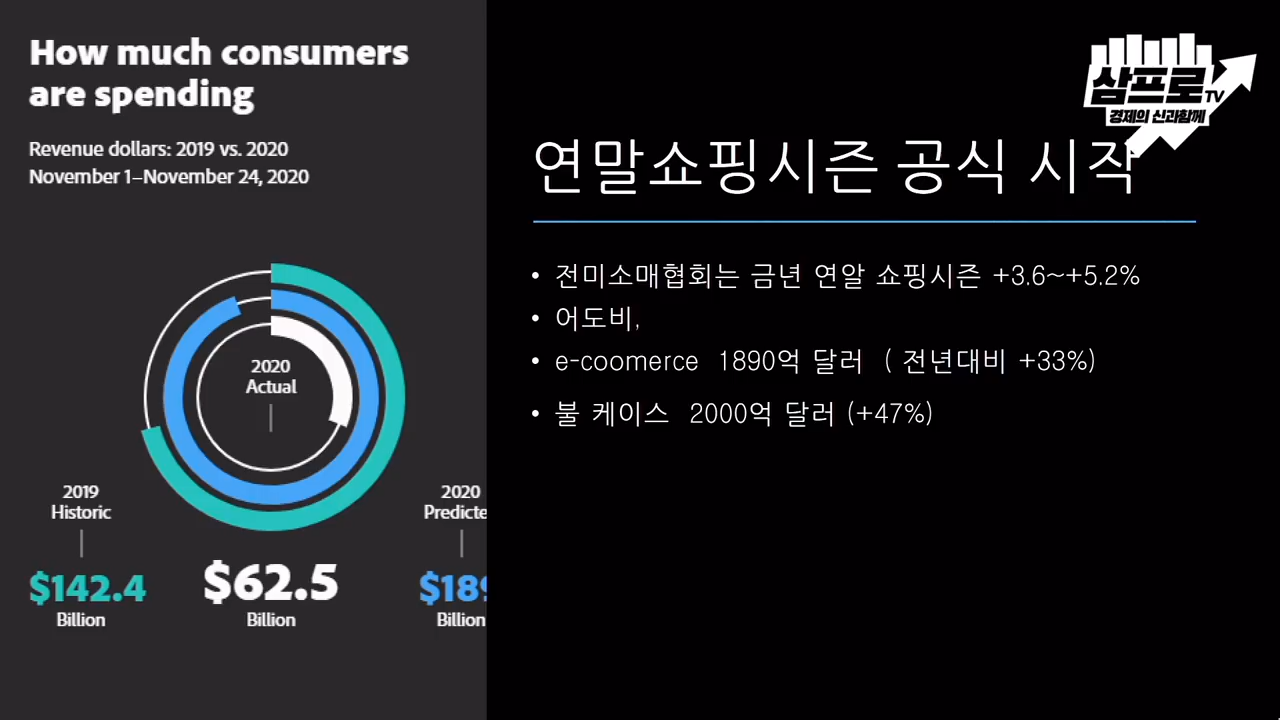 How much consumers
are spending
Revenue dollars: 2019 vs. 2020
November 1–November 24, 2020
2020
Actual
2019
Historic
2020
Predicte
$142.4
Billion
$62.5
Billion
$189
Billion
삼프로TV
경제의 신과함께
연말쇼핑시즌 공식 시작
• 전미소매협회는 금년 연알 쇼핑시즌 +3.6~+5.2%
• 어도비,
• e-coomerce 1890억 달러 ( 전년대비 +33%)
• 불 케이스 2000억 달러 (+47%)